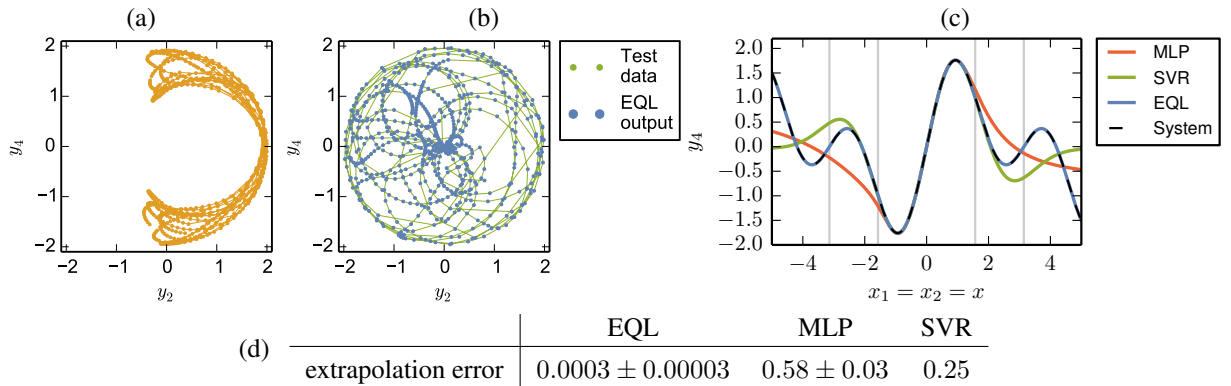 (a)
2
1
0
−1
−2
y4
−2 −1 0 1 2
y2
(b)
2
1
0
−1
−2
y4
−2 −1 0 1 2
y2
Test
data
EQL
output
(c)
2.0
1.5
1.0
0.5
0.0
−0.5
−1.0
−1.5
−2.0
y4
−4 −2 0 2 4
x1 = x2 = x
MLP
SVR
EQL
System
(d)
EQL MLP SVR
extrapolation error 0.0003 ± 0.00003 0.58 ± 0.03 0.25